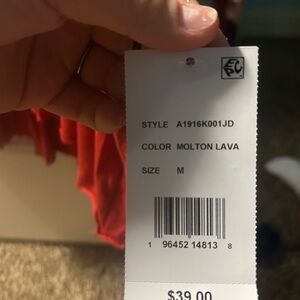 STYLE A1916K001JD
COLOR MOLTON LAVA
SIZE M
1 96452 14813 8
$39.00